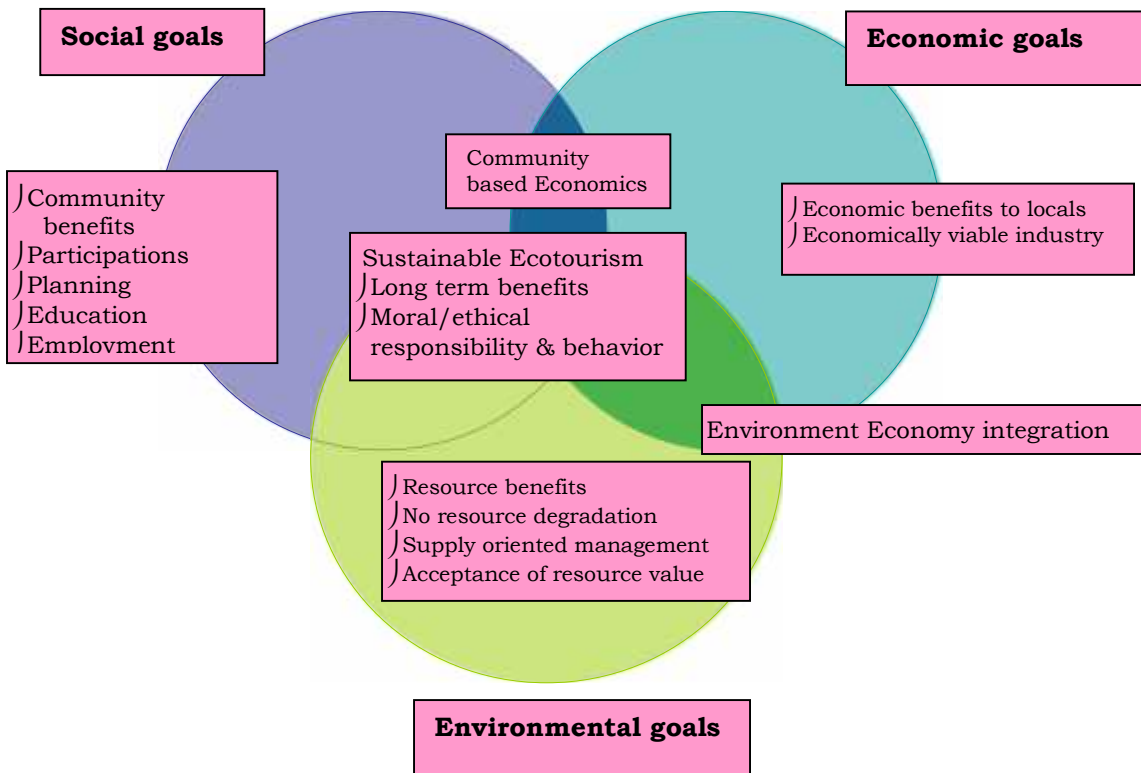 Social goals
Economic goals
Community
based Economics
Community
benefits
Participations
Planning
Education
Employment
Economic benefits to locals
Economically viable industry
Sustainable Ecotourism
Long term benefits
Moral/ethical
responsibility & behavior
Environment Economy integration
Resource benefits
No resource degradation
Supply oriented management
Acceptance of resource value
Environmental goals